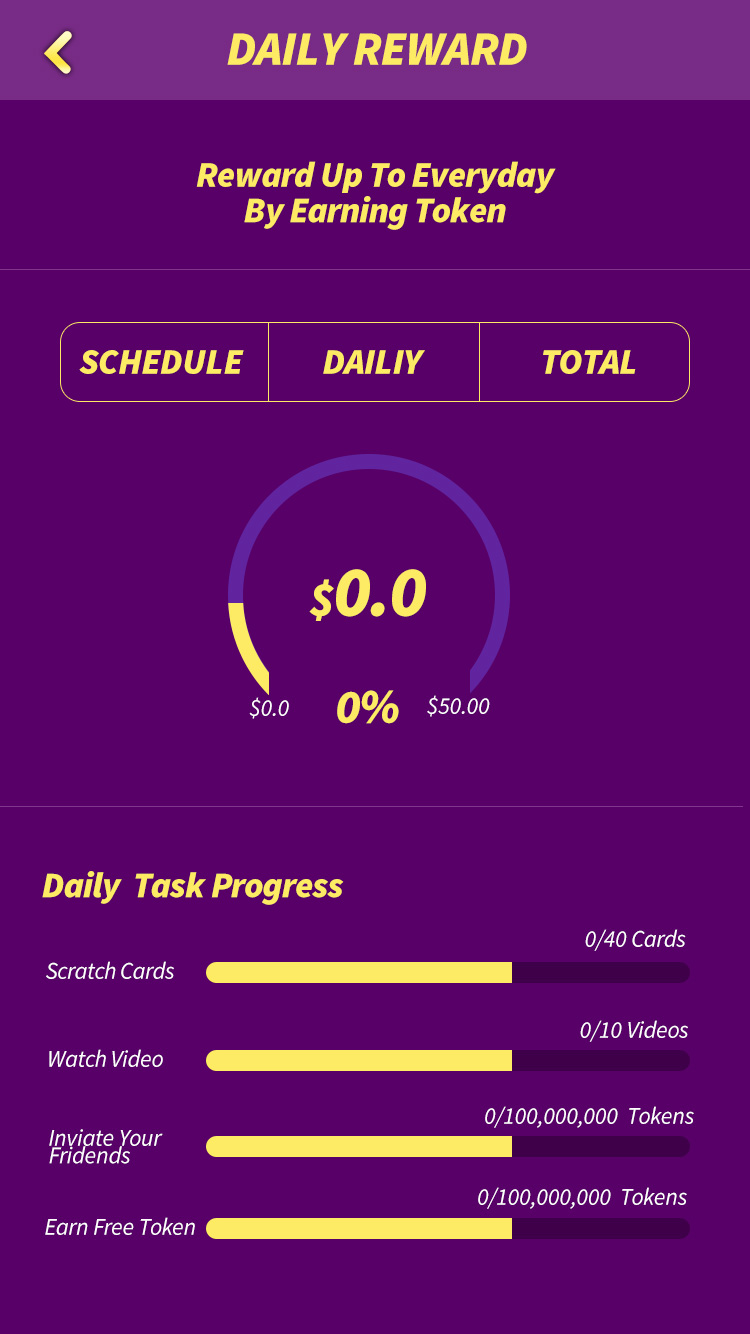 DAILY REWARD
Reward Up To Everyday
By Earning Token
SCHEDULE DAILIY TOTAL
$0.0
$0.0 0% $50.00
Daily Task Progress
0/40 Cards
Scratch Cards
0/10 Videos
Watch Video
0/100,000,000 Tokens
Inviate Your
Fridends
0/100,000,000 Tokens
Earn Free Token